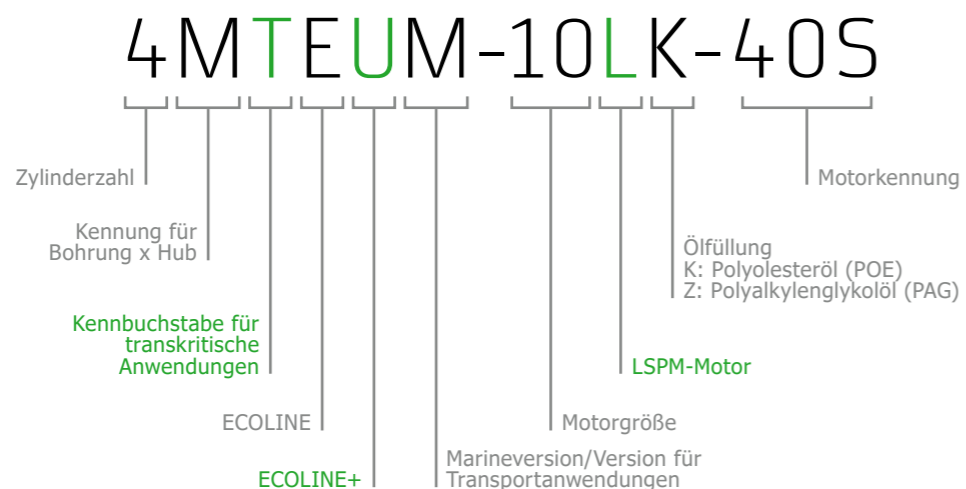 4MTEUM-10LK-40S
Zylinderzahl
Motorkennung
Kennung für
Bohrung x Hub
Ölfüllung
K: Polyolesteröl (POE)
Z: Polyalkylenglykolöl (PAG)
Kennbuchstabe für
transkritische
Anwendungen
LSPM-Motor
ECOLINE
Motorgröße
ECOLINE+
Marineversion/Version für
Transportanwendungen